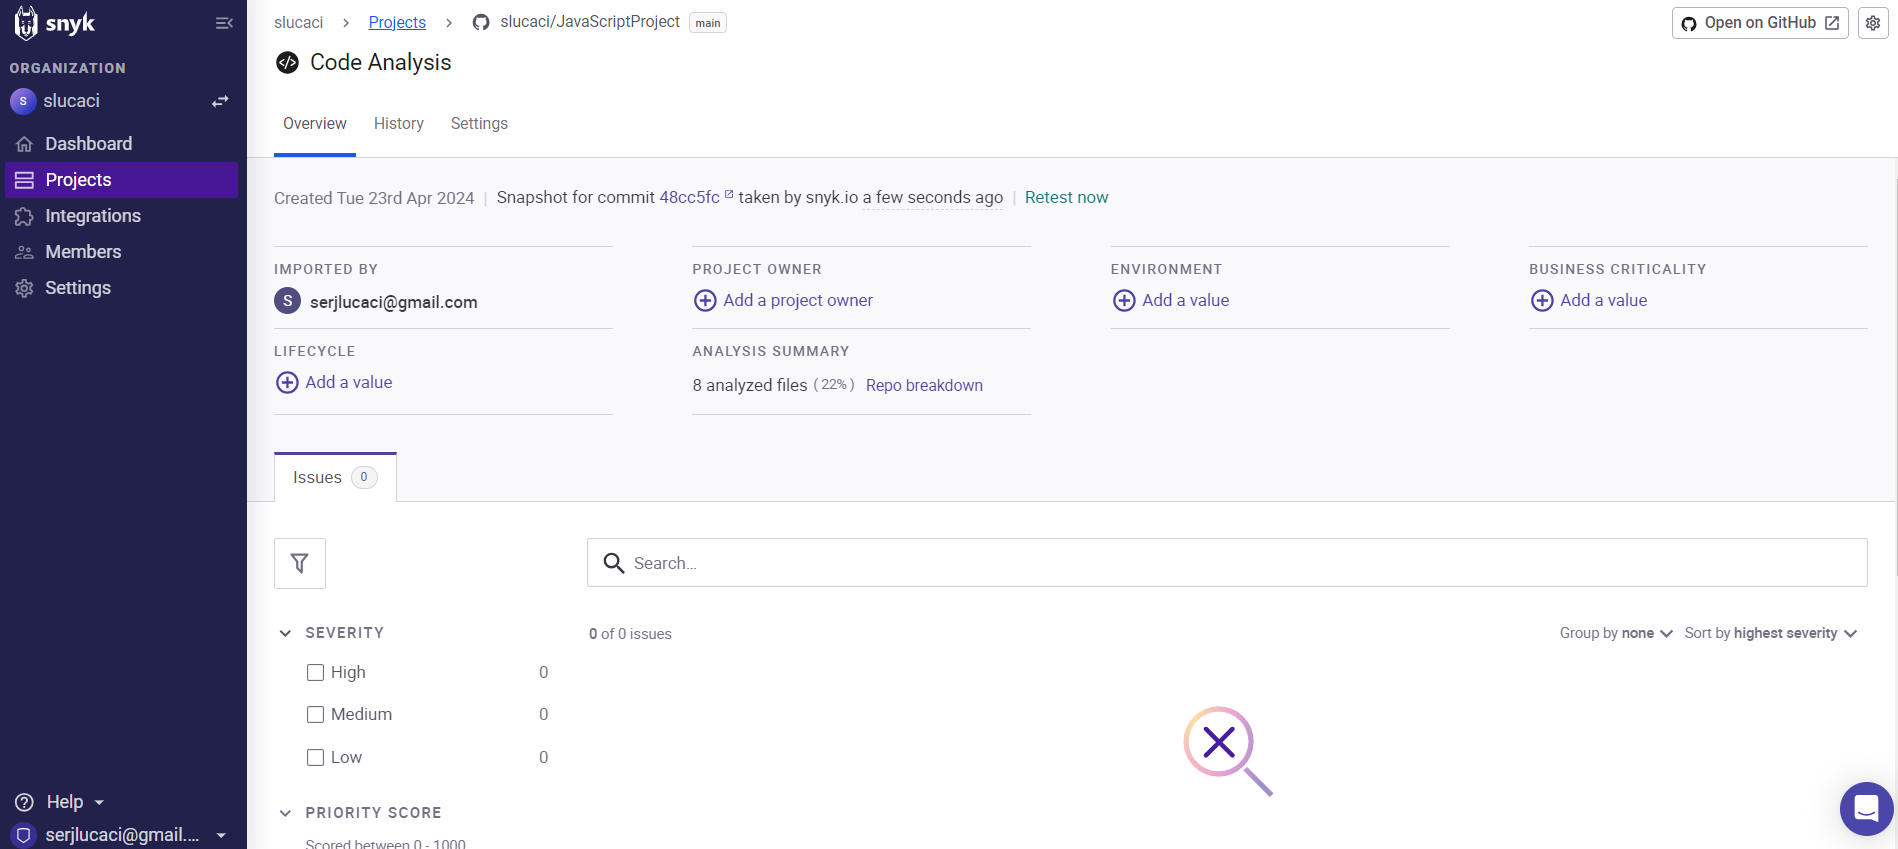 snyk
ORGANIZATION
S slucaci
Dashboard
Projects
Integrations
Members
Settings
Help
serjlucaci@gmail....
slucaci > Projects > slucaci/JavaScriptProject main
Open on GitHub
Code Analysis
Overview History Settings
Created Tue 23rd Apr 2024 | Snapshot for commit 48cc5fc taken by snyk.io a few seconds ago | Retest now
IMPORTED BY
S serjlucaci@gmail.com
PROJECT OWNER
Add a project owner
ENVIRONMENT
Add a value
BUSINESS CRITICALITY
Add a value
LIFECYCLE
Add a value
ANALYSIS SUMMARY
8 analyzed files (22%) Repo breakdown
Issues 0
Search...
SEVERITY
High 0
Medium 0
Low 0
PRIORITY SCORE
Scored between 0 - 1000
0 of 0 issues
Group by none Sort by highest severity